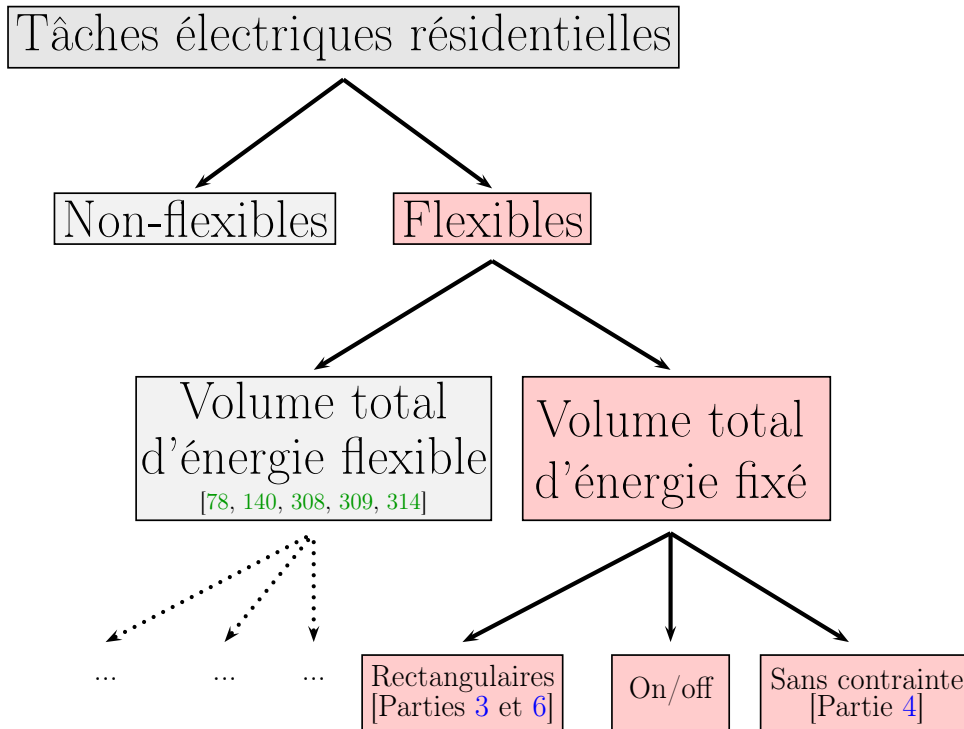 Tâches électriques résidentielles
Non-flexibles
Flexibles
Volume total
d'énergie flexible
[78, 140, 308, 309, 314]
Volume total
d'énergie fixé
...
...
...
Rectangulaires
[Parties 3 et 6]
On/off
Sans contrainte
[Partie 4]